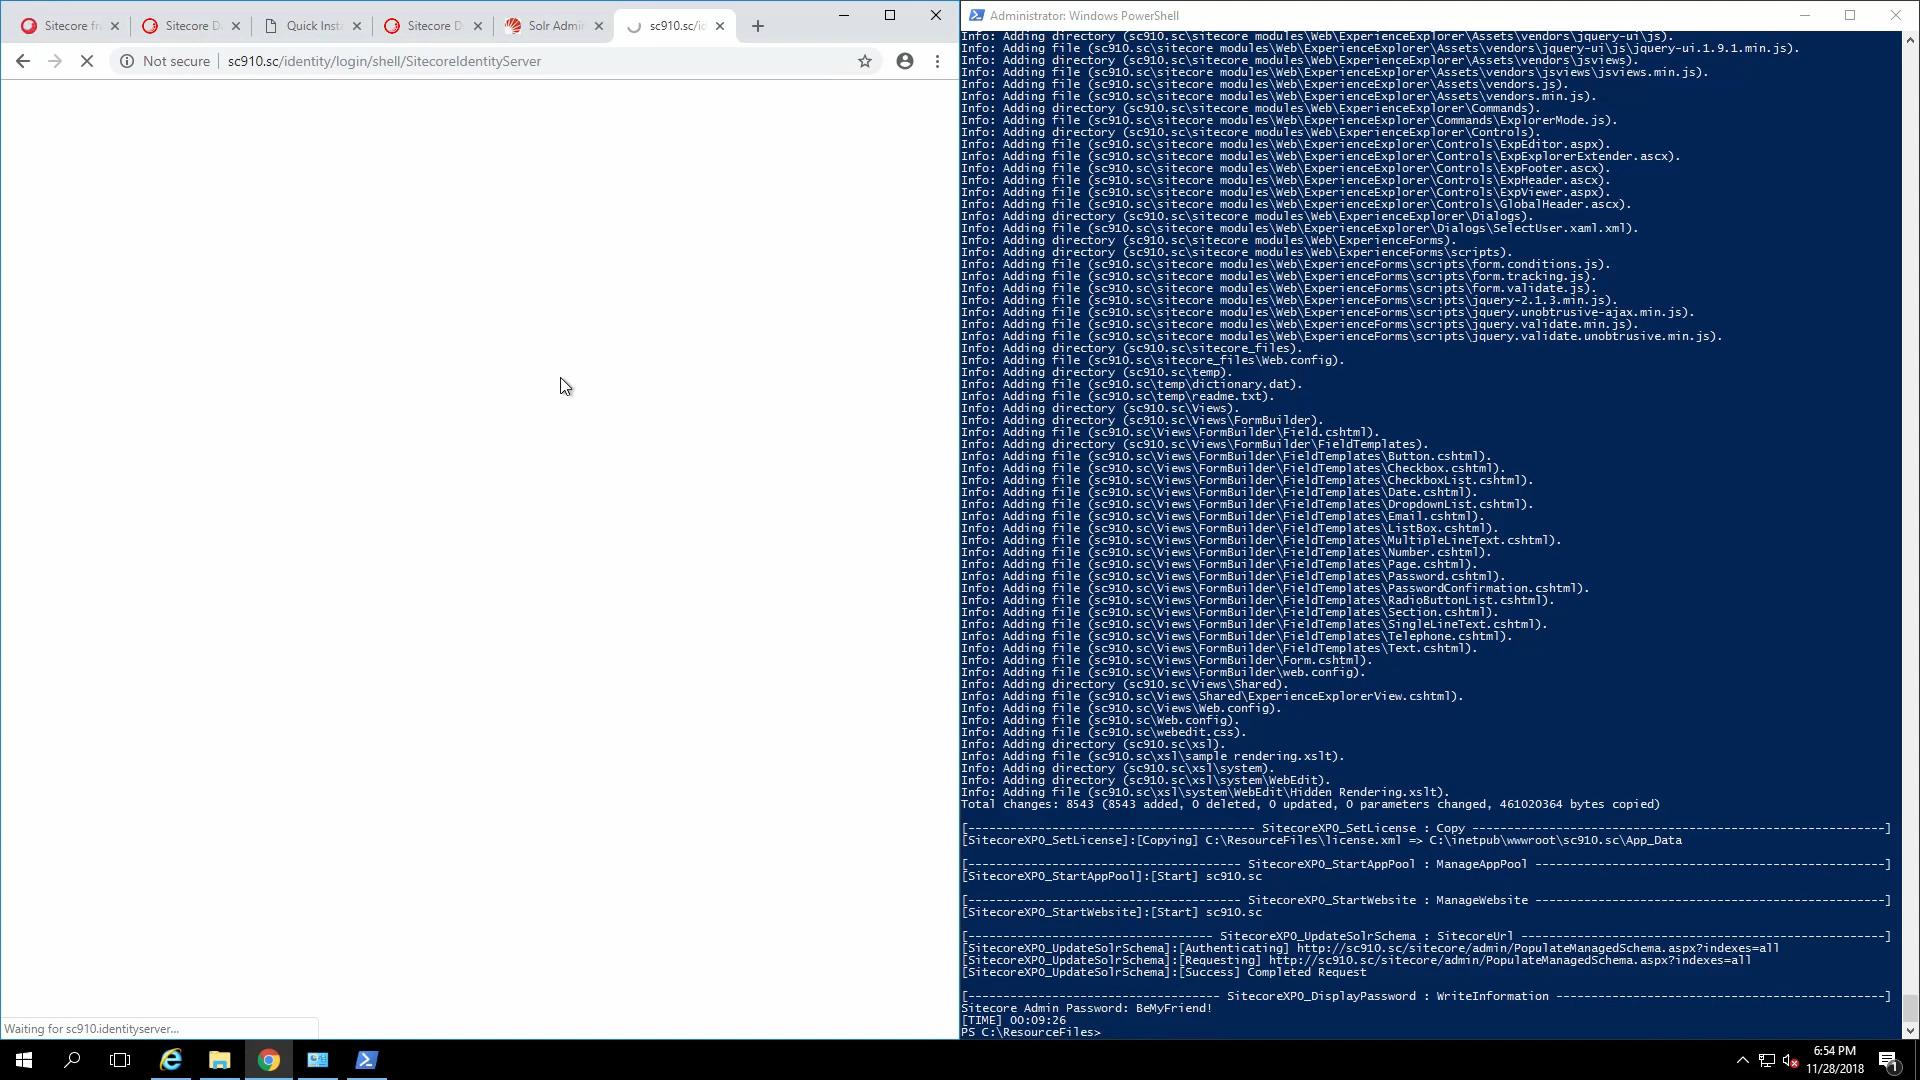 Sitecore fr
Sitecore D
Quick Inst
Sitecore D
Solr Admi
sc910.sc/i
Not secure
sc910.sc/identity/login/shell/SitecoreIdentityServer
Waiting for sc910.identityserver...
Administrator: Windows PowerShell
Info: Adding directory (sc910.sc\sitecore modules\Web\ExperienceExplorer\Assets\vendors\jquery-ui\js).
Info: Adding file (sc910.sc\sitecore modules\Web\ExperienceExplorer\Assets\vendors\jquery-ui\js\jquery-ui.1.9.1.min.js).
Info: Adding directory (sc910.sc\sitecore modules\Web\ExperienceExplorer\Assets\vendors\jsviews).
Info: Adding file (sc910.sc\sitecore modules\Web\ExperienceExplorer\Assets\vendors\jsviews\jsviews.min.js).
Info: Adding file (sc910.sc\sitecore modules\Web\ExperienceExplorer\Assets\vendors.js).
Info: Adding file (sc910.sc\sitecore modules\Web\ExperienceExplorer\Assets\vendors.min.js).
Info: Adding directory (sc910.sc\sitecore modules\Web\ExperienceExplorer\Commands).
Info: Adding file (sc910.sc\sitecore modules\Web\ExperienceExplorer\Commands\ExplorerMode.js).
Info: Adding directory (sc910.sc\sitecore modules\Web\ExperienceExplorer\Controls).
Info: Adding file (sc910.sc\sitecore modules\Web\ExperienceExplorer\Controls\ExpEditor.aspx).
Info: Adding file (sc910.sc\sitecore modules\Web\ExperienceExplorer\Controls\ExpExplorerExtender.ascx).
Info: Adding file (sc910.sc\sitecore modules\Web\ExperienceExplorer\Controls\ExpFooter.ascx).
Info: Adding file (sc910.sc\sitecore modules\Web\ExperienceExplorer\Controls\ExpHeader.ascx).
Info: Adding file (sc910.sc\sitecore modules\Web\ExperienceExplorer\Controls\ExpViewer.aspx).
Info: Adding file (sc910.sc\sitecore modules\Web\ExperienceExplorer\Controls\GlobalHeader.ascx).
Info: Adding directory (sc910.sc\sitecore modules\Web\ExperienceExplorer\Dialogs).
Info: Adding file (sc910.sc\sitecore modules\Web\ExperienceExplorer\Dialogs\SelectUser.xaml.xml).
Info: Adding directory (sc910.sc\sitecore modules\Web\ExperienceForms).
Info: Adding directory (sc910.sc\sitecore modules\Web\ExperienceForms\scripts).
Info: Adding file (sc910.sc\sitecore modules\Web\ExperienceForms\scripts\form.conditions.js).
Info: Adding file (sc910.sc\sitecore modules\Web\ExperienceForms\scripts\form.tracking.js).
Info: Adding file (sc910.sc\sitecore modules\Web\ExperienceForms\scripts\form.validate.js).
Info: Adding file (sc910.sc\sitecore modules\Web\ExperienceForms\scripts\jquery-2.1.3.min.js).
Info: Adding file (sc910.sc\sitecore modules\Web\ExperienceForms\scripts\jquery.unobtrusive-ajax.min.js).
Info: Adding file (sc910.sc\sitecore modules\Web\ExperienceForms\scripts\jquery.validate.min.js).
Info: Adding file (sc910.sc\sitecore modules\Web\ExperienceForms\scripts\jquery.validate.unobtrusive.min.js).
Info: Adding directory (sc910.sc\sitecore_files).
Info: Adding file (sc910.sc\sitecore_files\Web.config).
Info: Adding directory (sc910.sc\temp).
Info: Adding file (sc910.sc\temp\dictionary.dat).
Info: Adding file (sc910.sc\temp\readme.txt).
Info: Adding directory (sc910.sc\Views).
Info: Adding directory (sc910.sc\Views\FormBuilder).
Info: Adding file (sc910.sc\Views\FormBuilder\Field.cshtml).
Info: Adding directory (sc910.sc\Views\FormBuilder\FieldTemplates).
Info: Adding file (sc910.sc\Views\FormBuilder\FieldTemplates\Button.cshtml).
Info: Adding file (sc910.sc\Views\FormBuilder\FieldTemplates\Checkbox.cshtml).
Info: Adding file (sc910.sc\Views\FormBuilder\FieldTemplates\CheckboxList.cshtml).
Info: Adding file (sc910.sc\Views\FormBuilder\FieldTemplates\Date.cshtml).
Info: Adding file (sc910.sc\Views\FormBuilder\FieldTemplates\DropdownList.cshtml).
Info: Adding file (sc910.sc\Views\FormBuilder\FieldTemplates\Email.cshtml).
Info: Adding file (sc910.sc\Views\FormBuilder\FieldTemplates\ListBox.cshtml).
Info: Adding file (sc910.sc\Views\FormBuilder\FieldTemplates\MultipleLineText.cshtml).
Info: Adding file (sc910.sc\Views\FormBuilder\FieldTemplates\Number.cshtml).
Info: Adding file (sc910.sc\Views\FormBuilder\FieldTemplates\Page.cshtml).
Info: Adding file (sc910.sc\Views\FormBuilder\FieldTemplates\Password.cshtml).
Info: Adding file (sc910.sc\Views\FormBuilder\FieldTemplates\PasswordConfirmation.cshtml).
Info: Adding file (sc910.sc\Views\FormBuilder\FieldTemplates\RadioButtonList.cshtml).
Info: Adding file (sc910.sc\Views\FormBuilder\FieldTemplates\Section.cshtml).
Info: Adding file (sc910.sc\Views\FormBuilder\FieldTemplates\SingleLineText.cshtml).
Info: Adding file (sc910.sc\Views\FormBuilder\FieldTemplates\Telephone.cshtml).
Info: Adding file (sc910.sc\Views\FormBuilder\FieldTemplates\Text.cshtml).
Info: Adding file (sc910.sc\Views\FormBuilder\Form.cshtml).
Info: Adding file (sc910.sc\Views\FormBuilder\web.config).
Info: Adding directory (sc910.sc\Views\Shared).
Info: Adding file (sc910.sc\Views\Shared\ExperienceExplorerView.cshtml).
Info: Adding file (sc910.sc\Views\Web.config).
Info: Adding file (sc910.sc\Web.config).
Info: Adding file (sc910.sc\webedit.css).
Info: Adding directory (sc910.sc\xsl).
Info: Adding file (sc910.sc\xsl\sample rendering.xslt).
Info: Adding directory (sc910.sc\xsl\system).
Info: Adding directory (sc910.sc\xsl\system\WebEdit).
Info: Adding file (sc910.sc\xsl\system\WebEdit\Hidden Rendering.xslt).
Total changes: 8543 (8543 added, 0 deleted, 0 updated, 0 parameters changed, 461020364 bytes copied)
[----------------------------------------- SitecoreXP0_SetLicense : Copy -----------------------------------------------------------]
[SitecoreXP0_SetLicense]:[Copying] C:\ResourceFiles\license.xml => C:\inetpub\wwwroot\sc910.sc\App_Data
[--------------------------------------- SitecoreXP0_StartAppPool : ManageAppPool --------------------------------------------------]
[SitecoreXP0_StartAppPool]:[Start] sc910.sc
[--------------------------------------- SitecoreXP0_StartWebsite : ManageWebsite --------------------------------------------------]
[SitecoreXP0_StartWebsite]:[Start] sc910.sc
[----------------------------------- SitecoreXP0_UpdateSolrSchema : SitecoreUrl ----------------------------------------------------]
[SitecoreXP0_UpdateSolrSchema]:[Authenticating] http://sc910.sc/sitecore/admin/PopulateManagedSchema.aspx?indexes=all
[SitecoreXP0_UpdateSolrSchema]:[Requesting] http://sc910.sc/sitecore/admin/PopulateManagedSchema.aspx?indexes=all
[SitecoreXP0_UpdateSolrSchema]:[Success] Completed Request
[------------------------------------ SitecoreXP0_DisplayPassword : WriteInformation -----------------------------------------------]
Sitecore Admin Password: BeMyFriend!
[TIME] 00:09:26
PS C:\ResourceFiles>
6:54 PM
11/28/2018
1